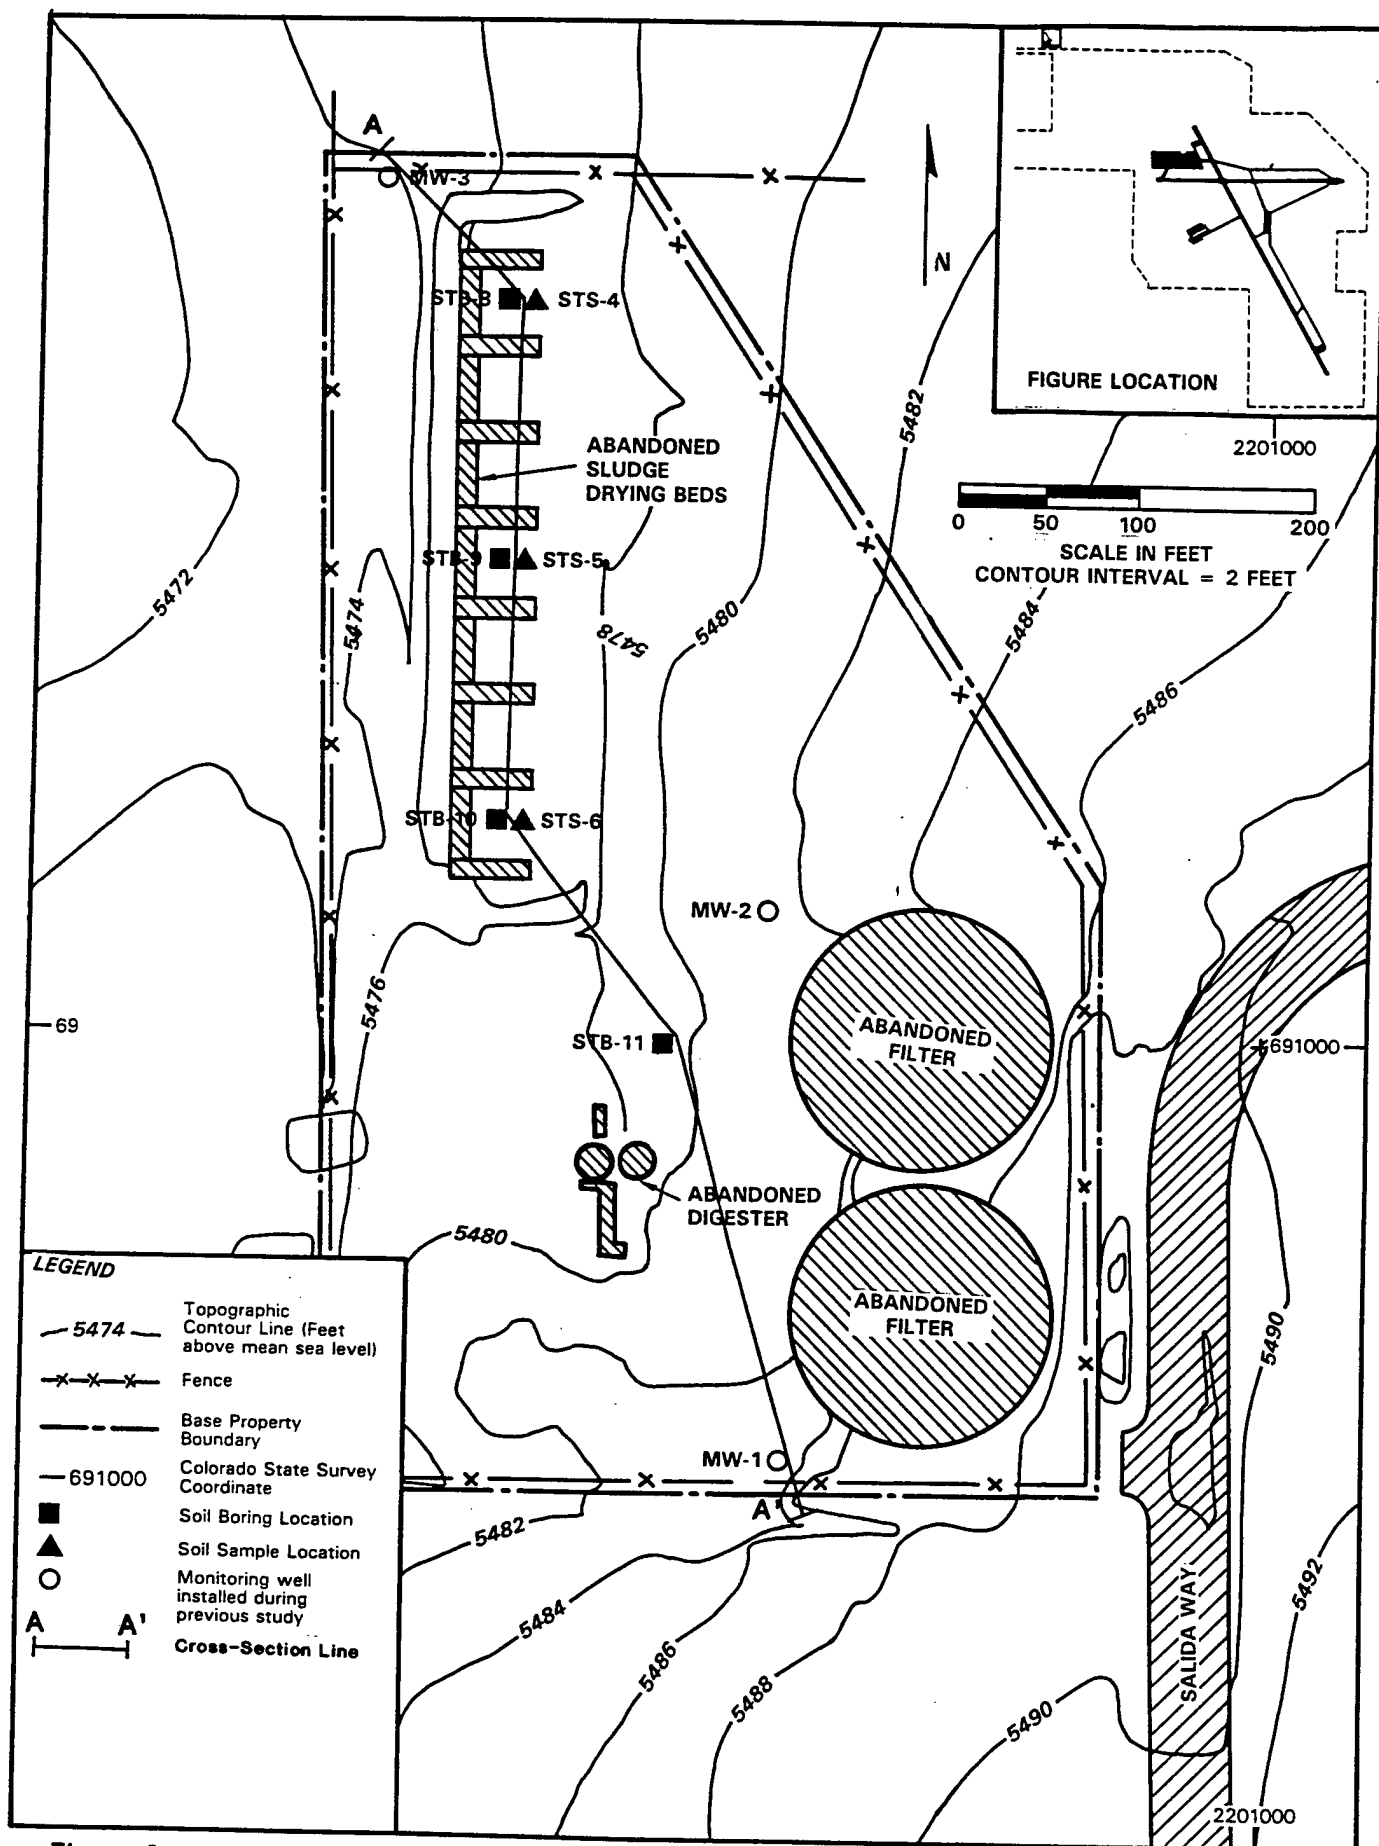 A
MW-3
N
FIGURE LOCATION
2201000
STB-8
STS-4
5482
ABANDONED
SLUDGE
DRYING BEDS
0 50 100 200
SCALE IN FEET
CONTOUR INTERVAL = 2 FEET
STB-9
STS-5
5472
5474
5478
5480
5484
5486
STB-10
STS-6
MW-2
5476
69
ABANDONED
FILTER
STB-11
691000
ABANDONED
DIGESTER
5480
ABANDONED
FILTER
5490
MW-1
A'
5482
5484
5486
5488
5490
5492
SALIDA WAY
2201000
LEGEND
5474
Topographic
Contour Line (Feet
above mean sea level)
Fence
Base Property
Boundary
691000
Colorado State Survey
Coordinate
Soil Boring Location
Soil Sample Location
Monitoring well
installed during
previous study
A A'
Cross-Section Line